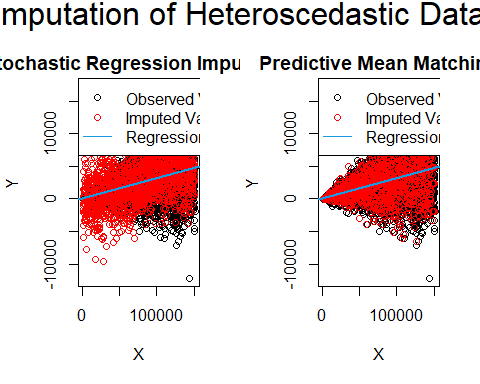 mputation of Heteroscedastic Data
tochastic Regression Impu
Predictive Mean Matchin
Observed V
Imputed Va
Regression
Observed V
Imputed Va
Regression
Y
10000
0
-10000
0
100000
X
Y
10000
0
-10000
0
100000
X